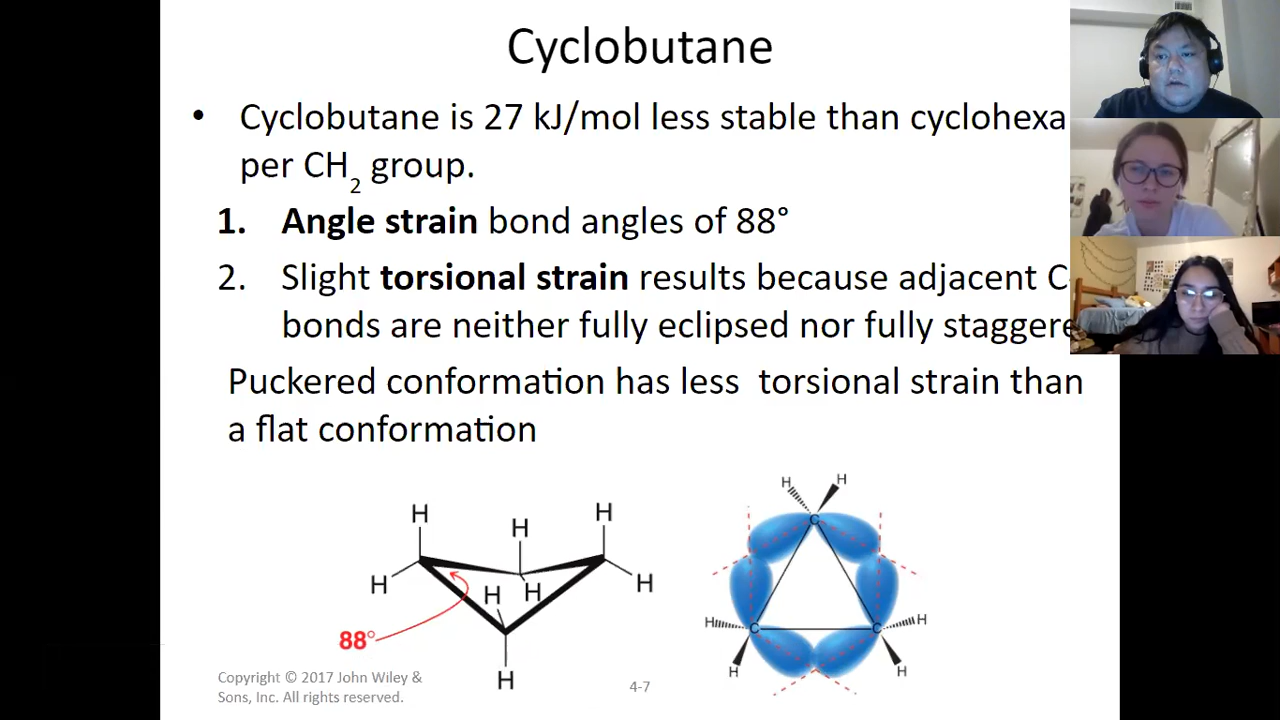 Cyclobutane
• Cyclobutane is 27 kJ/mol less stable than cyclohexa
per CH2 group.
1. Angle strain bond angles of 88°
2. Slight torsional strain results because adjacent C
bonds are neither fully eclipsed nor fully staggere
Puckered conformation has less torsional strain than
a flat conformation
H H H
H H H H
88°
H
H H
C
H C C H
H H
Copyright © 2017 John Wiley &
Sons, Inc. All rights reserved.
4-7